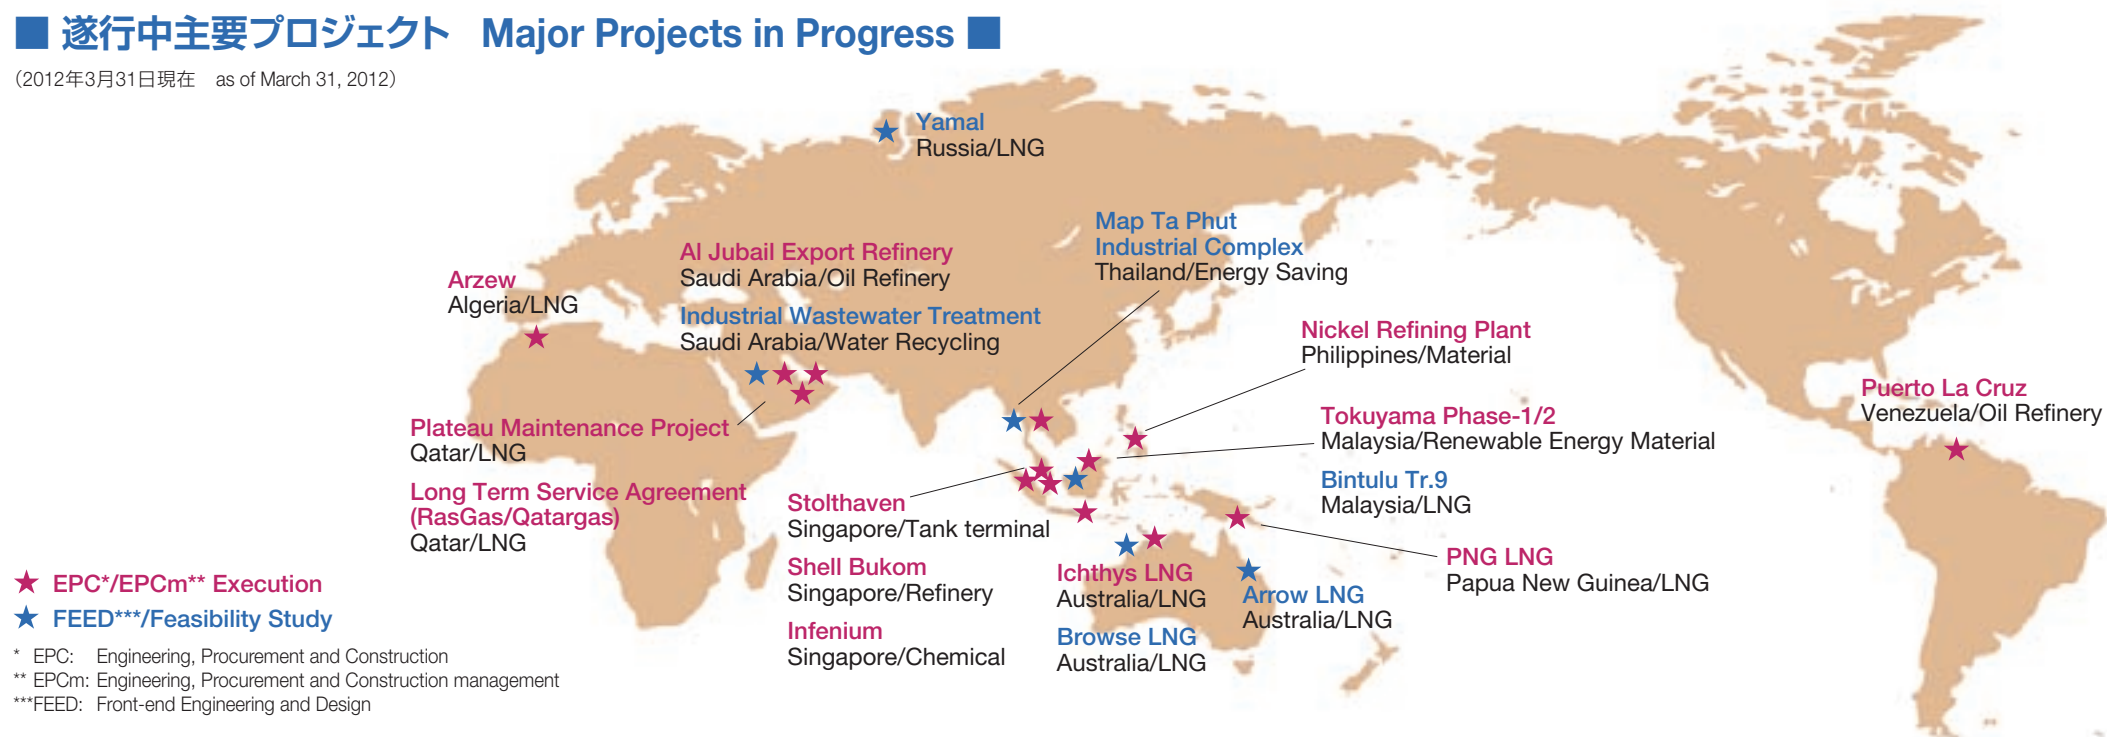 ■ 遂行中主要プロジェクト Major Projects in Progress ■
(2012年3月31日現在 as of March 31, 2012)
Yamal
Russia/LNG
Map Ta Phut
Industrial Complex
Thailand/Energy Saving
Al Jubail Export Refinery
Saudi Arabia/Oil Refinery
Arzew
Algeria/LNG
Industrial Wastewater Treatment
Saudi Arabia/Water Recycling
Nickel Refining Plant
Philippines/Material
Puerto La Cruz
Venezuela/Oil Refinery
Plateau Maintenance Project
Qatar/LNG
Tokuyama Phase-1/2
Malaysia/Renewable Energy Material
Bintulu Tr.9
Malaysia/LNG
Long Term Service Agreement
(RasGas/Qatargas)
Qatar/LNG
Stolthaven
Singapore/Tank terminal
Shell Bukom
Singapore/Refinery
Infenium
Singapore/Chemical
Ichthys LNG
Australia/LNG
Browse LNG
Australia/LNG
Arrow LNG
Australia/LNG
PNG LNG
Papua New Guinea/LNG
★ EPC*/EPCm** Execution
★ FEED***/Feasibility Study
* EPC: Engineering, Procurement and Construction
** EPCm: Engineering, Procurement and Construction management
***FEED: Front-end Engineering and Design